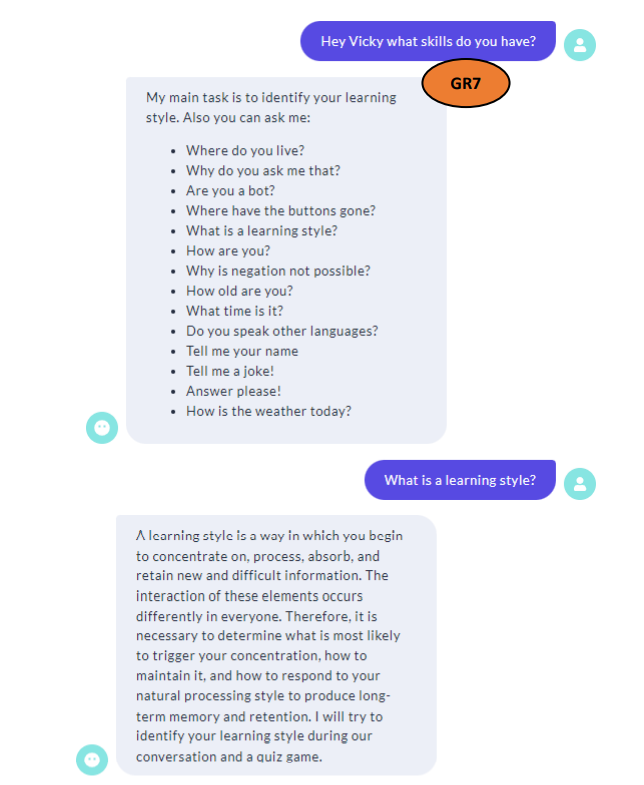 Hey Vicky what skills do you have?
GR7
My main task is to identify your learning
style. Also you can ask me:
• Where do you live?
• Why do you ask me that?
• Are you a bot?
• Where have the buttons gone?
• What is a learning style?
• How are you?
• Why is negation not possible?
• How old are you?
• What time is it?
• Do you speak other languages?
• Tell me your name
• Tell me a joke!
• Answer please!
• How is the weather today?
What is a learning style?
A learning style is a way in which you begin
to concentrate on, process, absorb, and
retain new and difficult information. The
interaction of these elements occurs
differently in everyone. Therefore, it is
necessary to determine what is most likely
to trigger your concentration, how to
maintain it, and how to respond to your
natural processing style to produce long-
term memory and retention. I will try to
identify your learning style during our
conversation and a quiz game.